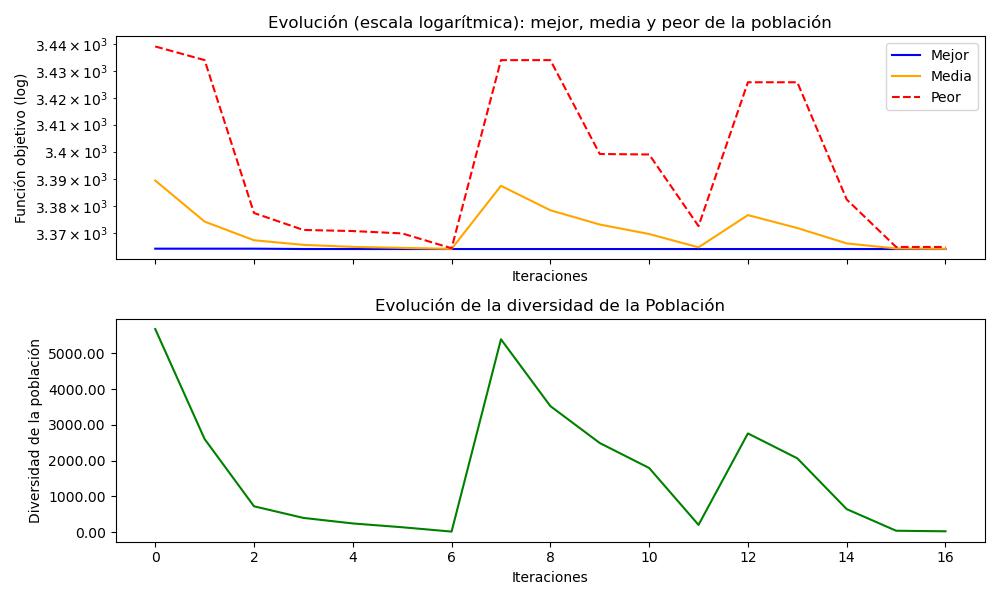 Evolución (escala logarítmica): mejor, media y peor de la población
3.44 × 10³
3.43 × 10³
3.42 × 10³
3.41 × 10³
3.4 × 10³
3.39 × 10³
3.38 × 10³
3.37 × 10³
Función objetivo (log)
Mejor
Media
Peor
Iteraciones
Evolución de la diversidad de la Población
5000.00
4000.00
3000.00
2000.00
1000.00
0.00
Diversidad de la población
0 2 4 6 8 10 12 14 16
Iteraciones